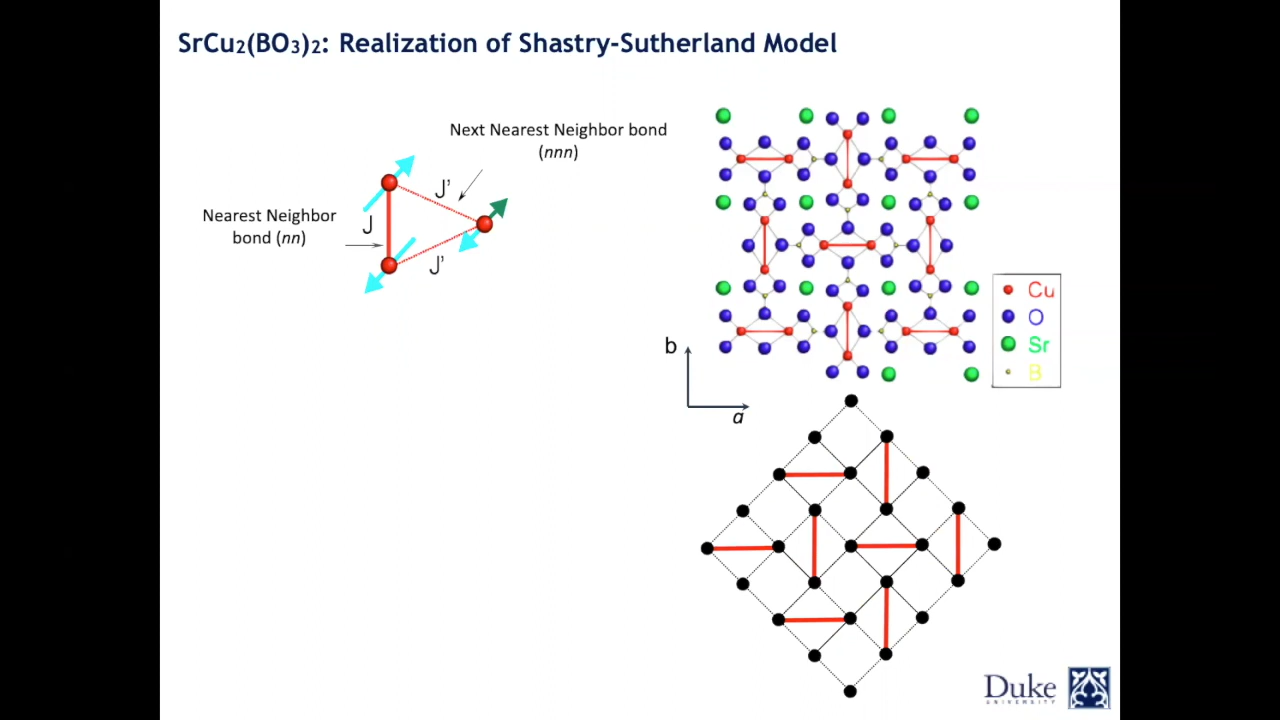 SrCu₂(BO₃)₂: Realization of Shastry-Sutherland Model
Next Nearest Neighbor bond
(nnn)
J'
Nearest Neighbor
bond (nn)
J
J'
Cu
O
Sr
B
b
a
Duke
UNIVERSITY